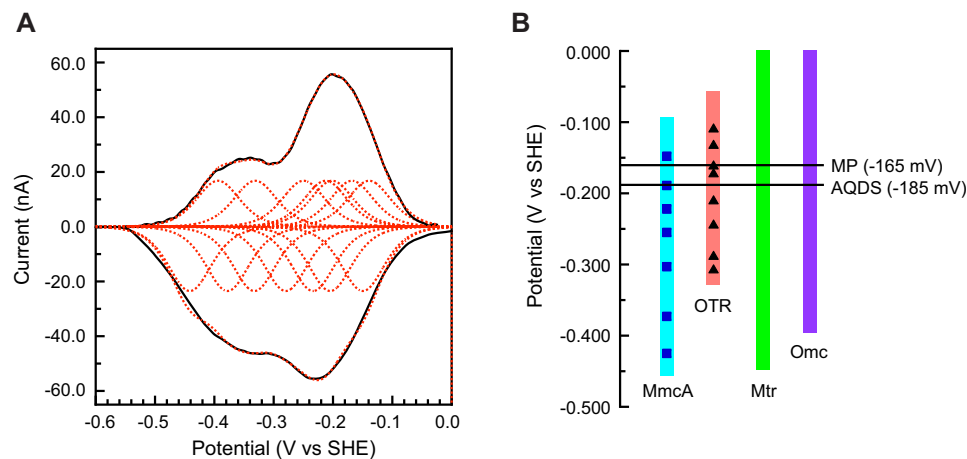 A
60.0
40.0
20.0
0.0
-20.0
-40.0
-60.0
Current (nA)
-0.6
-0.5
-0.4
-0.3
-0.2
-0.1
0.0
Potential (V vs SHE)
B
0.000
-0.100
-0.200
-0.300
-0.400
-0.500
Potential (V vs SHE)
MP (-165 mV)
AQDS (-185 mV)
OTR
Omc
MmcA
Mtr